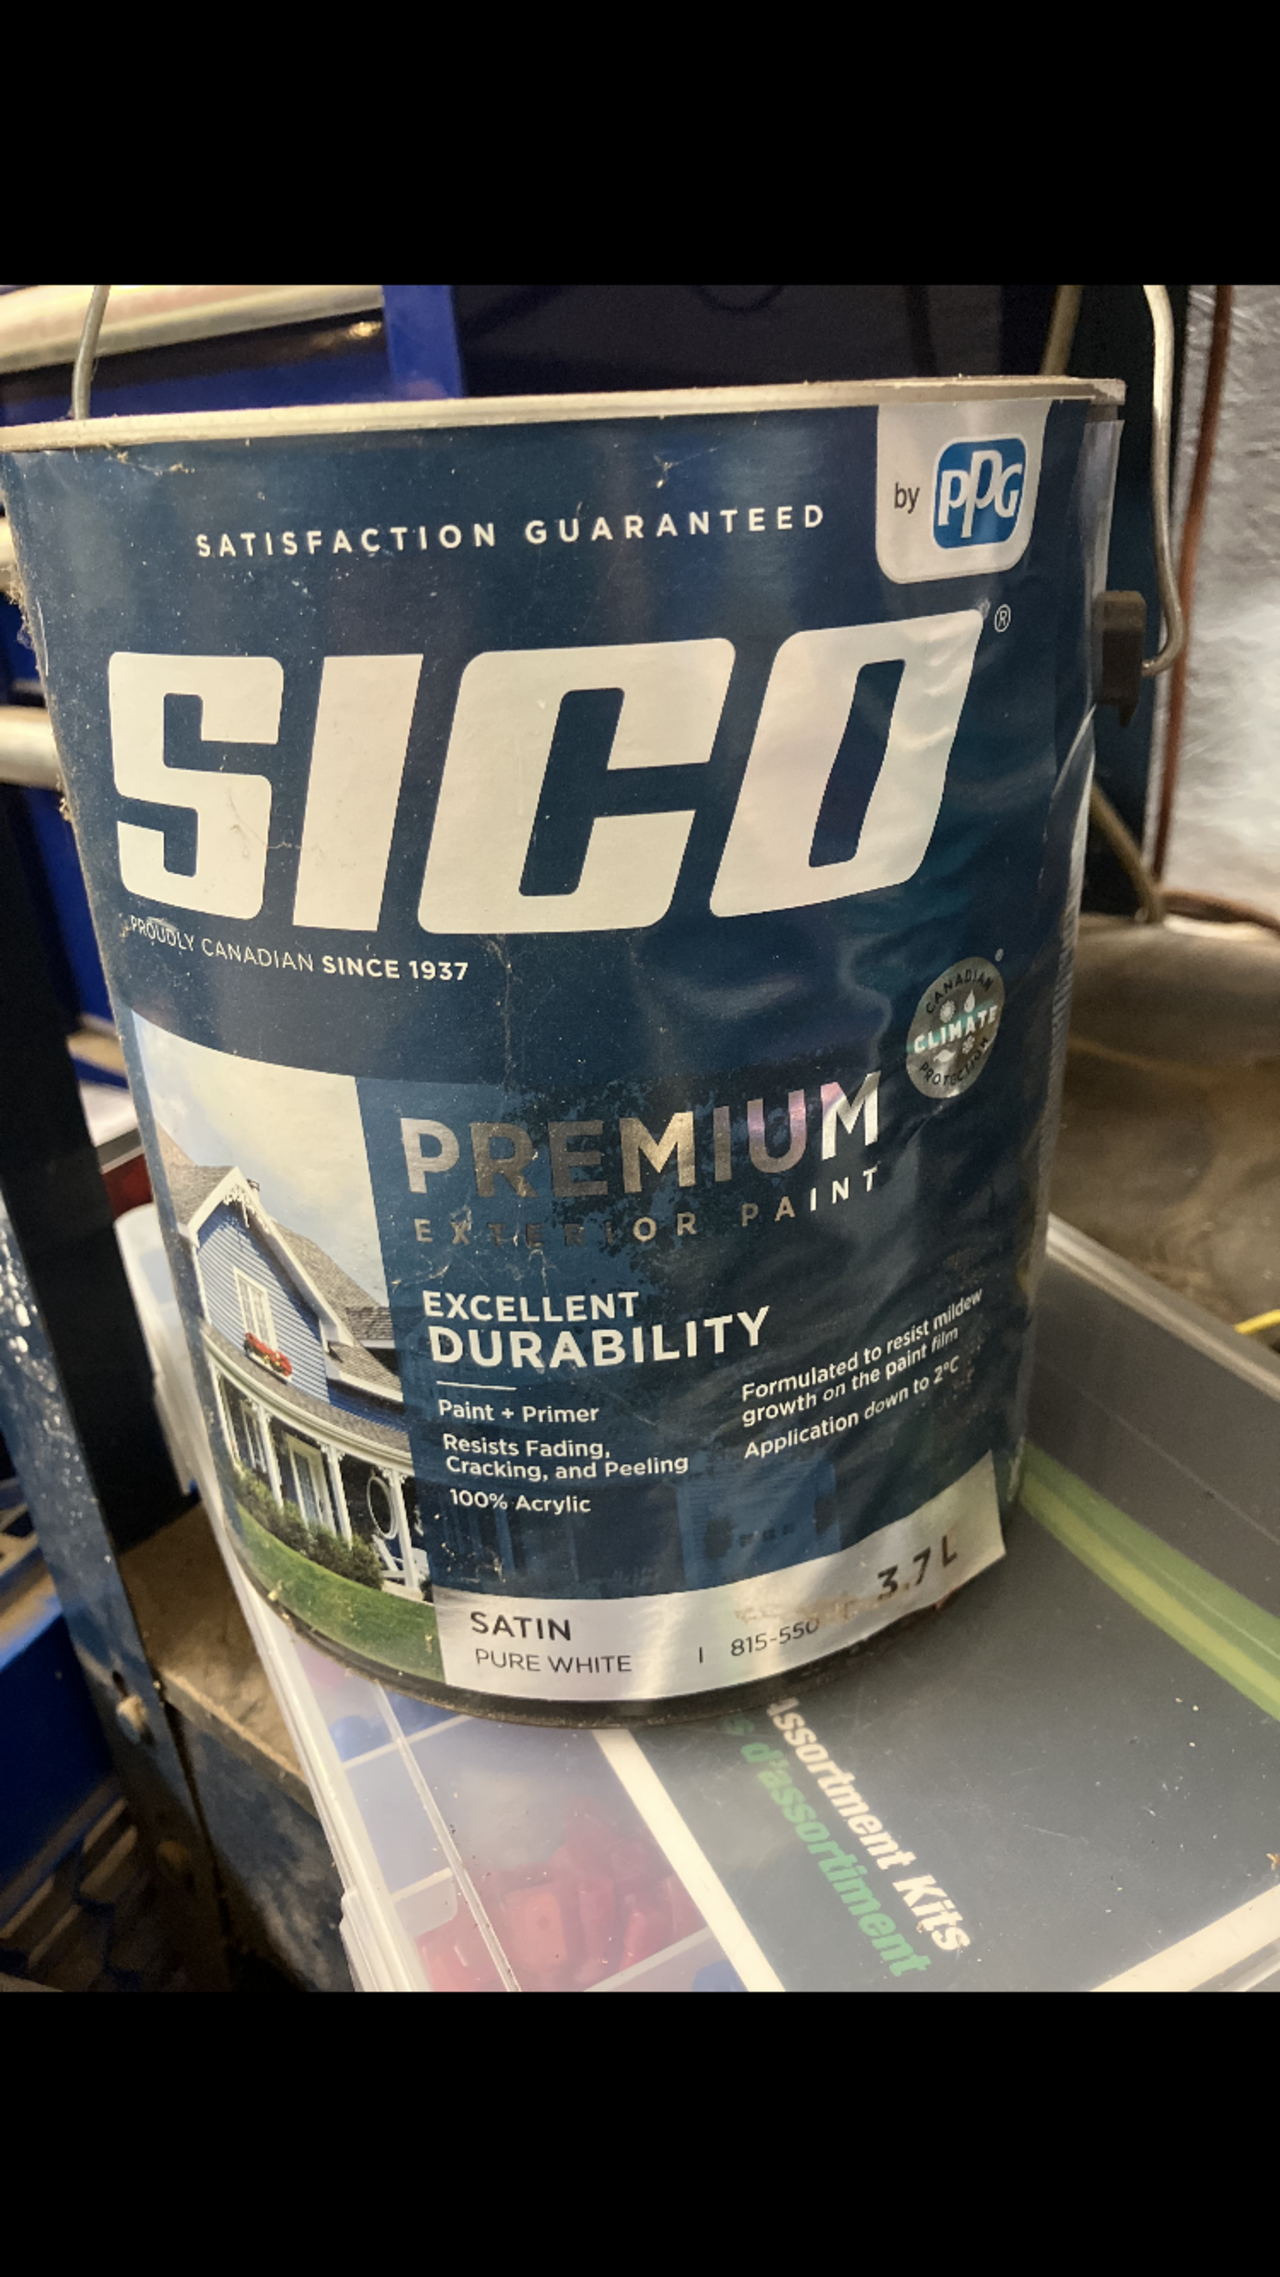 SATISFACTION GUARANTEED
by PPG
SICO®
PROUDLY CANADIAN SINCE 1937
CANADIAN
CLIMATE
PROTECTION
PREMIUM
EXTERIOR PAINT
EXCELLENT
DURABILITY
Paint + Primer
Resists Fading,
Cracking, and Peeling
100% Acrylic
Formulated to resist mildew
growth on the paint film
Application down to 2°C
SATIN
PURE WHITE | 815-550
3.7 L
Assortment Kits
d'assortiment